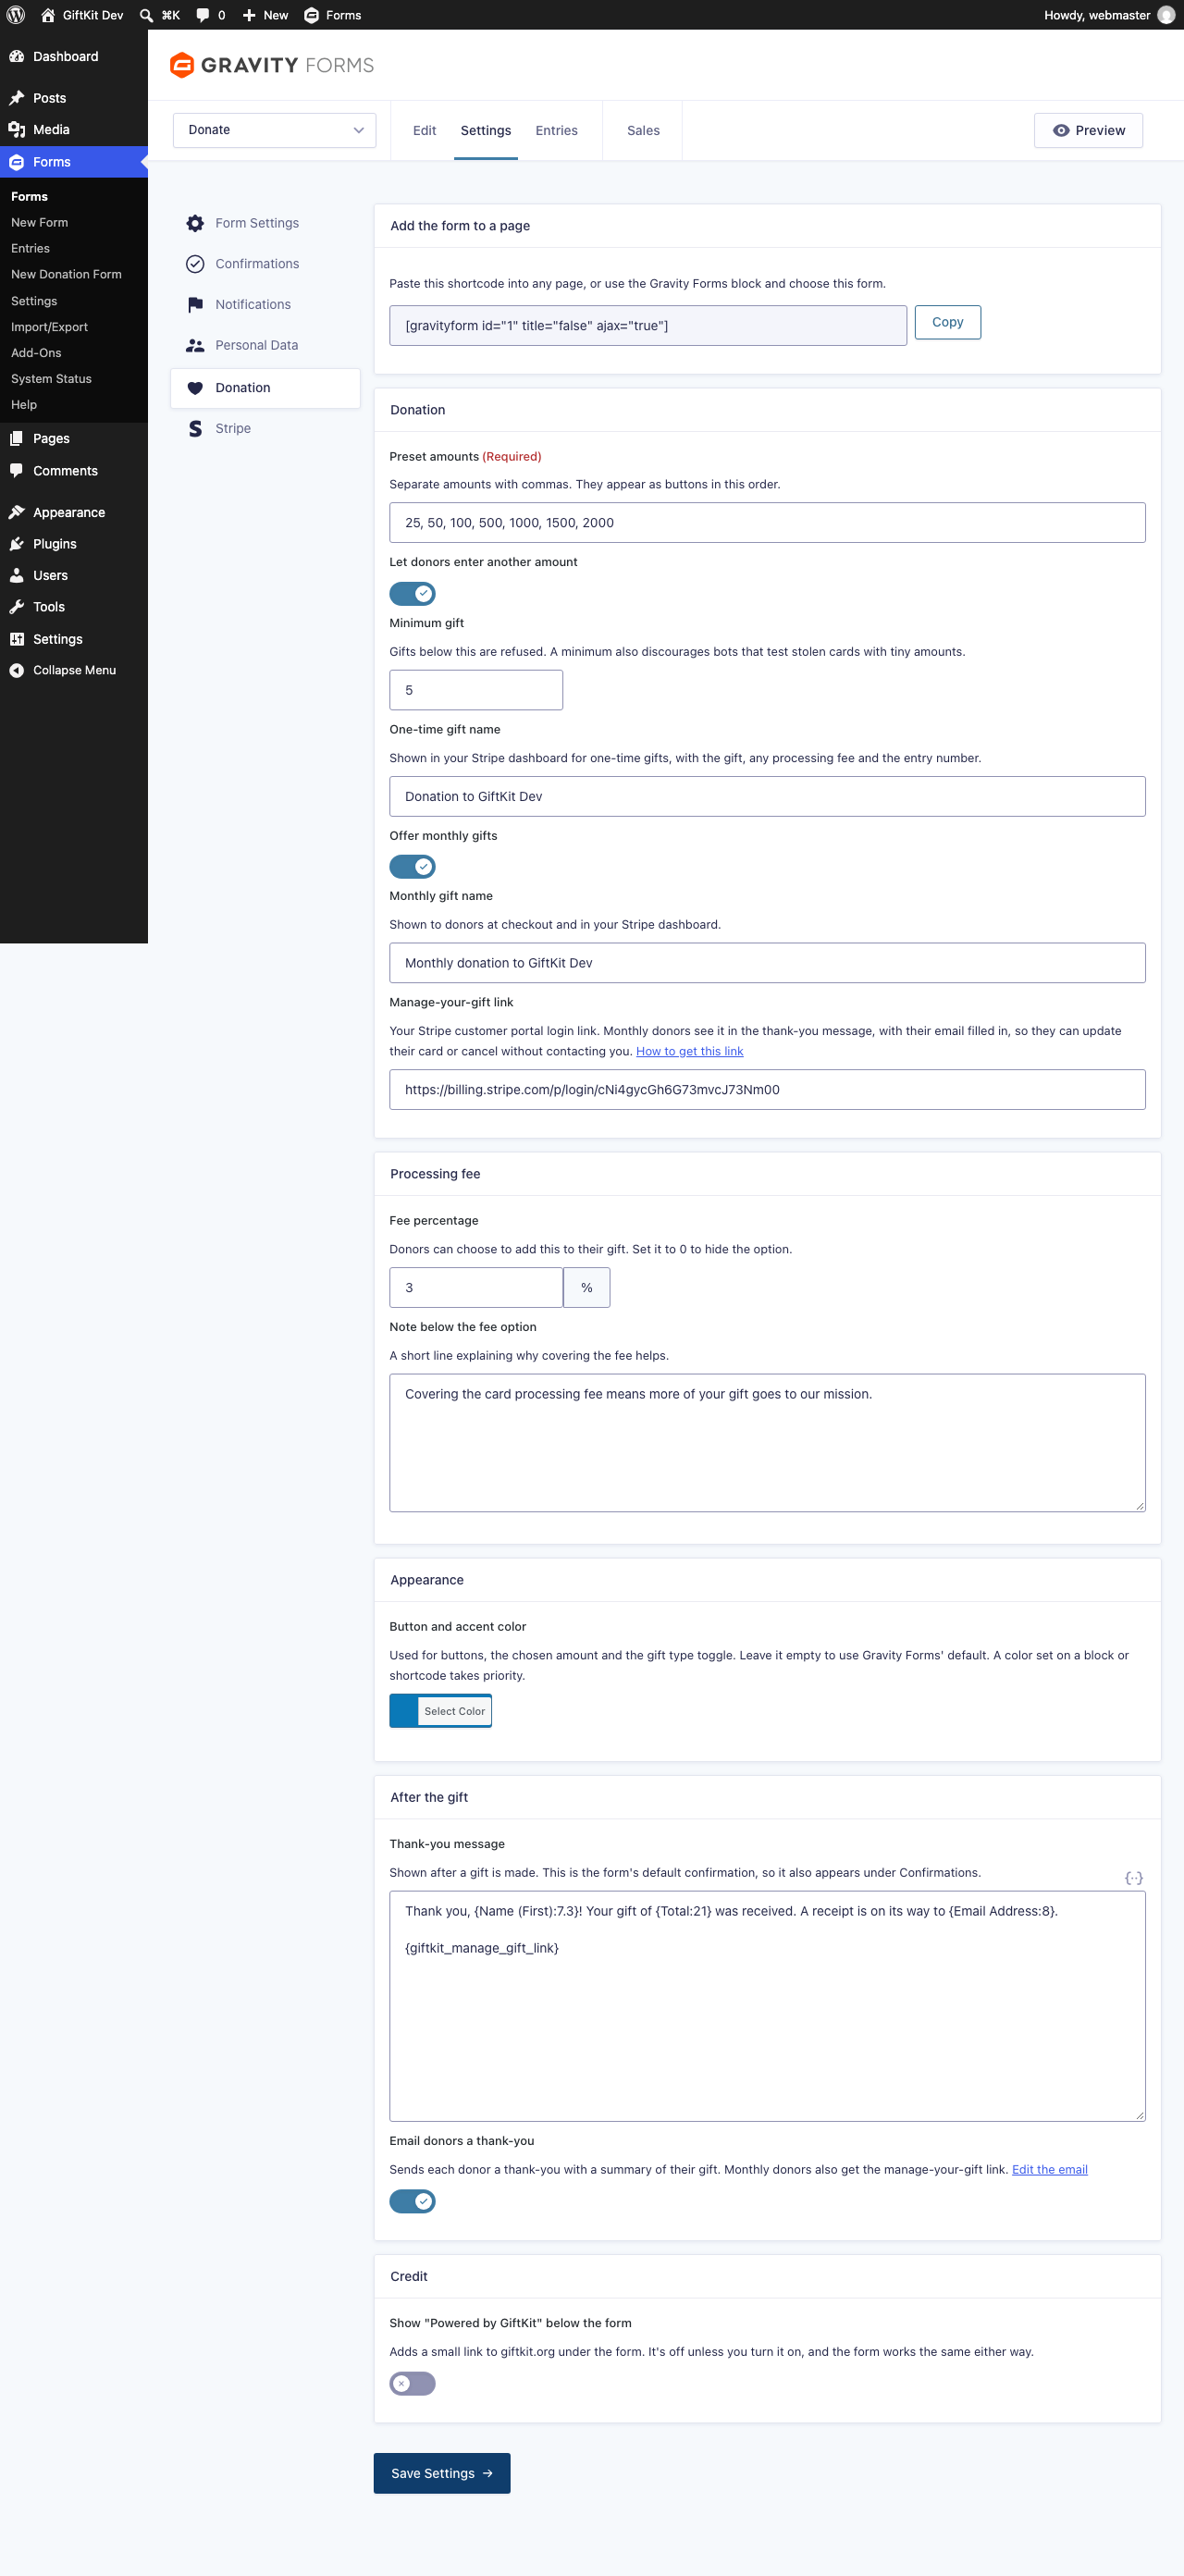 GiftKit Dev
⌘K
0
New
Forms
Howdy, webmaster
Dashboard
Posts
Media
Forms
Forms
New Form
Entries
New Donation Form
Settings
Import/Export
Add-Ons
System Status
Help
Pages
Comments
Appearance
Plugins
Users
Tools
Settings
Collapse Menu
GRAVITY FORMS
Donate
Edit
Settings
Entries
Sales
Preview
Form Settings
Confirmations
Notifications
Personal Data
Donation
Stripe
Add the form to a page
Paste this shortcode into any page, or use the Gravity Forms block and choose this form.
[gravityform id="1" title="false" ajax="true"]
Copy
Donation
Preset amounts (Required)
Separate amounts with commas. They appear as buttons in this order.
25, 50, 100, 500, 1000, 1500, 2000
Let donors enter another amount
Minimum gift
Gifts below this are refused. A minimum also discourages bots that test stolen cards with tiny amounts.
5
One-time gift name
Shown in your Stripe dashboard for one-time gifts, with the gift, any processing fee and the entry number.
Donation to GiftKit Dev
Offer monthly gifts
Monthly gift name
Shown to donors at checkout and in your Stripe dashboard.
Monthly donation to GiftKit Dev
Manage-your-gift link
Your Stripe customer portal login link. Monthly donors see it in the thank-you message, with their email filled in, so they can update
their card or cancel without contacting you. How to get this link
https://billing.stripe.com/p/login/cNi4gycGh6G73mvcJ73Nm00
Processing fee
Fee percentage
Donors can choose to add this to their gift. Set it to 0 to hide the option.
3
%
Note below the fee option
A short line explaining why covering the fee helps.
Covering the card processing fee means more of your gift goes to our mission.
Appearance
Button and accent color
Used for buttons, the chosen amount and the gift type toggle. Leave it empty to use Gravity Forms' default. A color set on a block or
shortcode takes priority.
Select Color
After the gift
Thank-you message
Shown after a gift is made. This is the form's default confirmation, so it also appears under Confirmations.
Thank you, {Name (First):7.3}! Your gift of {Total:21} was received. A receipt is on its way to {Email Address:8}.
{giftkit_manage_gift_link}
Email donors a thank-you
Sends each donor a thank-you with a summary of their gift. Monthly donors also get the manage-your-gift link. Edit the email
Credit
Show "Powered by GiftKit" below the form
Adds a small link to giftkit.org under the form. It's off unless you turn it on, and the form works the same either way.
Save Settings →